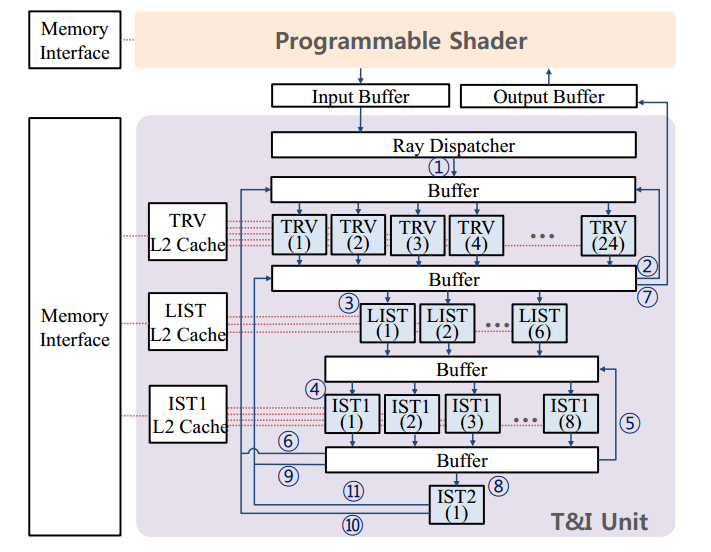 Memory
Interface
Programmable Shader
Input Buffer
Output Buffer
Ray Dispatcher
①
Buffer
TRV
L2 Cache
TRV
(1)
TRV
(2)
TRV
(3)
TRV
(4)
...
TRV
(24)
②
Buffer
⑦
Memory
Interface
LIST
L2 Cache
③
LIST
(1)
LIST
(2)
...
LIST
(6)
Buffer
④
IST1
L2 Cache
IST1
(1)
IST1
(2)
IST1
(3)
...
IST1
(8)
⑤
⑥
Buffer
⑨
⑧
⑪
IST2
(1)
⑩
T&I Unit